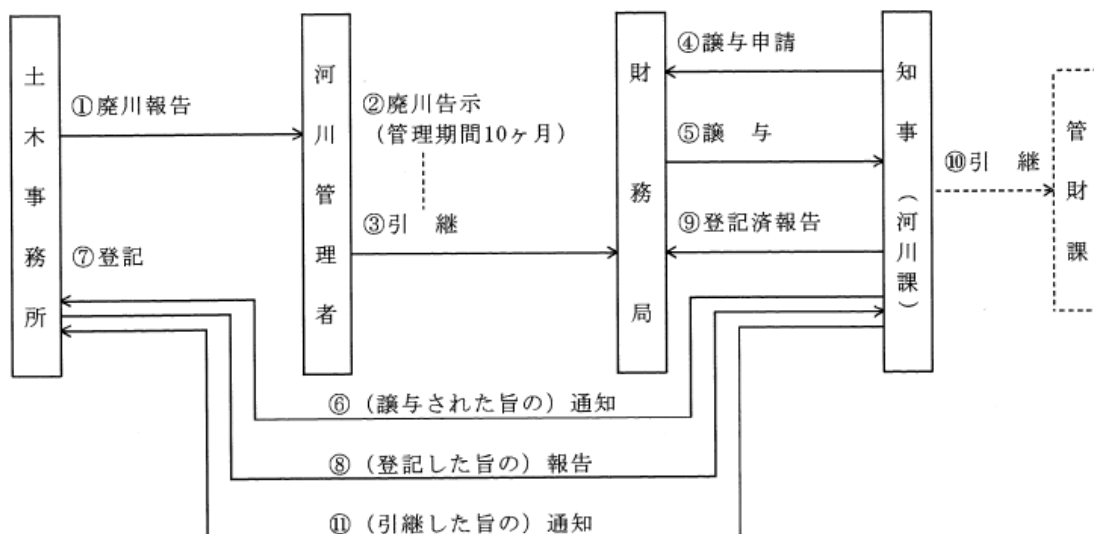 土木事務所
①廃川報告
⑦登記
河川管理者
②廃川告示
（管理期間10ヶ月）
③引　継
財務局
④譲与申請
⑤譲　与
⑨登記済報告
知事（河川課）
⑩引　継
管財課
⑥（譲与された旨の）通知
⑧（登記した旨の）報告
⑪（引継した旨の）通知